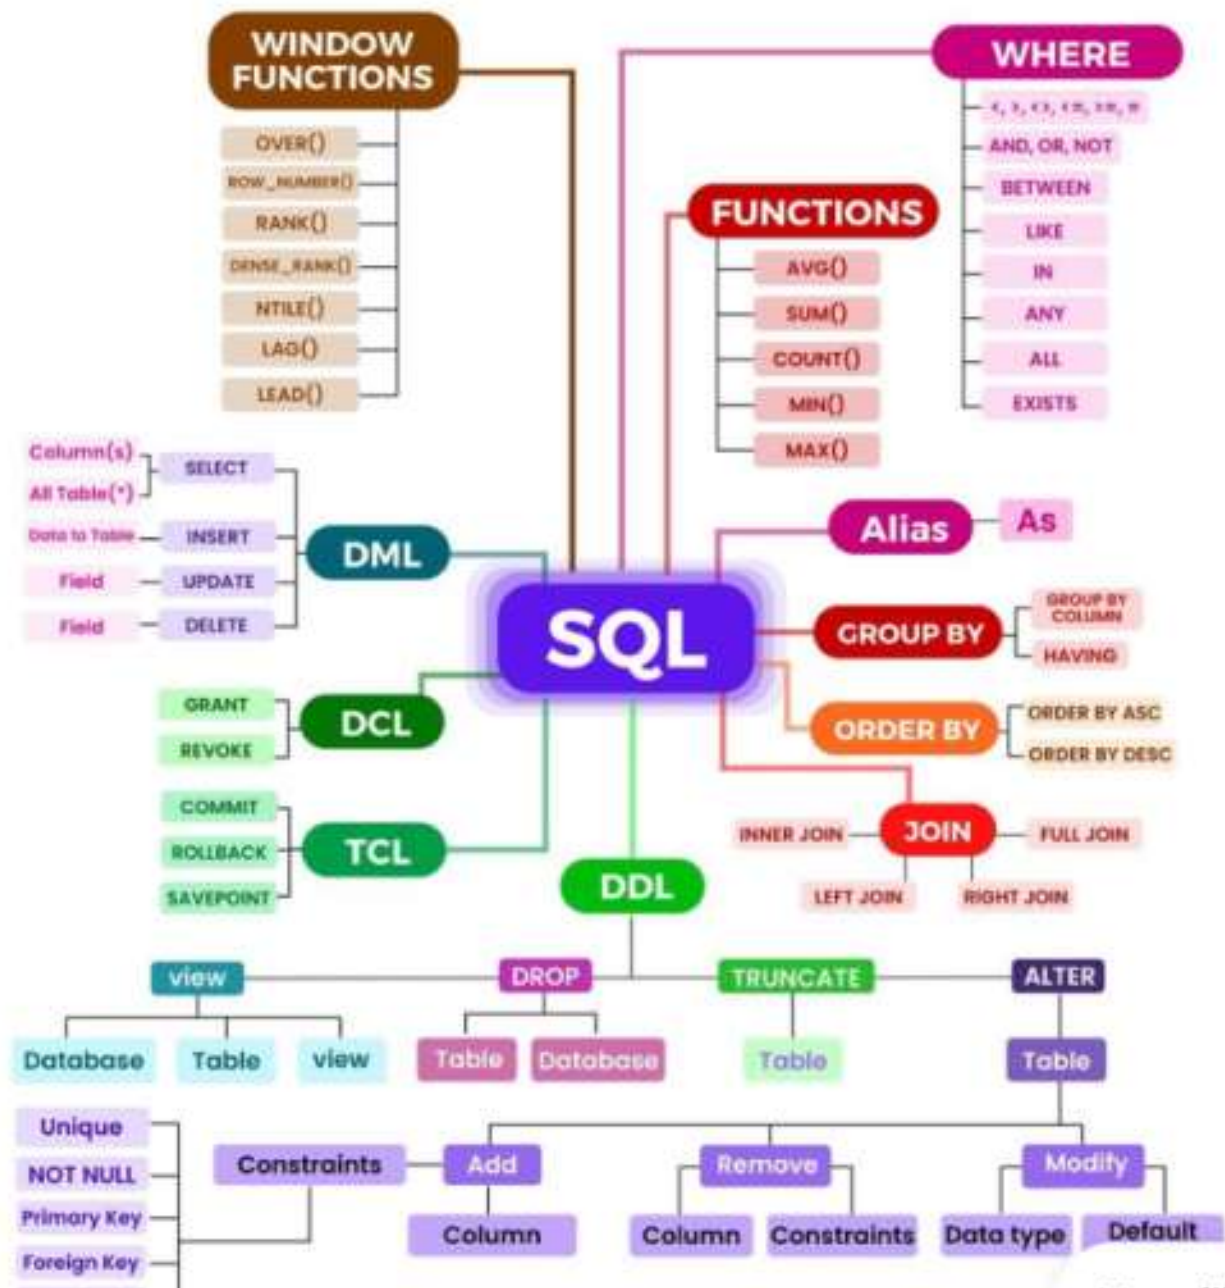 WINDOW
FUNCTIONS
OVER()
ROW_NUMBER()
RANK()
DENSE_RANK()
NTILE()
LAG()
LEAD()
WHERE
<, >, <>, <=, >=, =
AND, OR, NOT
BETWEEN
LIKE
IN
ANY
ALL
EXISTS
FUNCTIONS
AVG()
SUM()
COUNT()
MIN()
MAX()
Column(s)
All Table(*)
SELECT
Data to Table
INSERT
Field
UPDATE
Field
DELETE
DML
Alias
As
SQL
GROUP BY
GROUP BY
COLUMN
HAVING
GRANT
REVOKE
DCL
ORDER BY
ORDER BY ASC
ORDER BY DESC
COMMIT
ROLLBACK
SAVEPOINT
TCL
INNER JOIN
JOIN
FULL JOIN
LEFT JOIN
RIGHT JOIN
DDL
view
DROP
TRUNCATE
ALTER
Database
Table
view
Table
Database
Table
Table
Unique
NOT NULL
Primary Key
Foreign Key
Constraints
Add
Remove
Modify
Column
Column
Constraints
Data type
Default